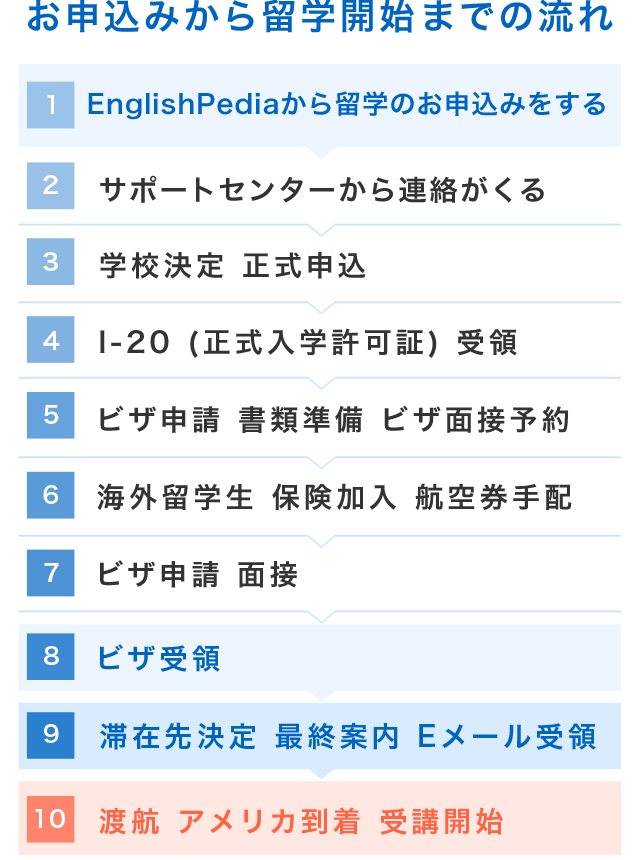 お申込みから留学開始までの流れ
1 EnglishPediaから留学のお申込みをする
2 サポートセンターから連絡がくる
3 学校決定 正式申込
4 I-20 (正式入学許可証) 受領
5 ビザ申請 書類準備 ビザ面接予約
6 海外留学生 保険加入 航空券手配
7 ビザ申請 面接
8 ビザ受領
9 滞在先決定 最終案内 Eメール受領
10 渡航 アメリカ到着 受講開始